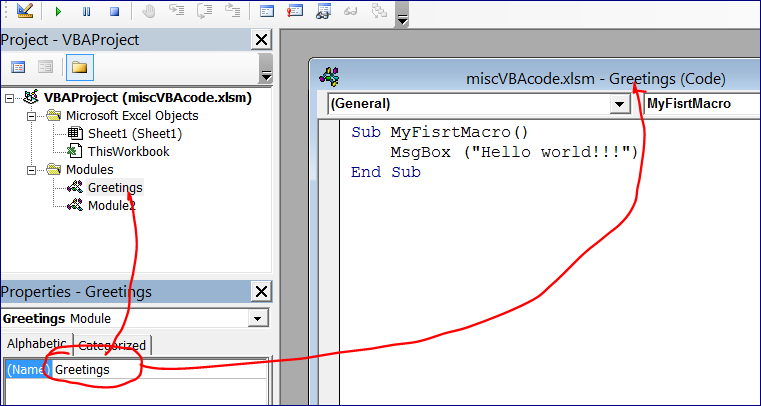 Project - VBAProject
VBAProject (miscVBAcode.xlsm)
Microsoft Excel Objects
Sheet1 (Sheet1)
ThisWorkbook
Modules
Greetings
Module2
Properties - Greetings
Greetings Module
Alphabetic Categorized
(Name) Greetings
miscVBAcode.xlsm - Greetings (Code)
(General) MyFisrtMacro
Sub MyFisrtMacro()
MsgBox ("Hello world!!!")
End Sub